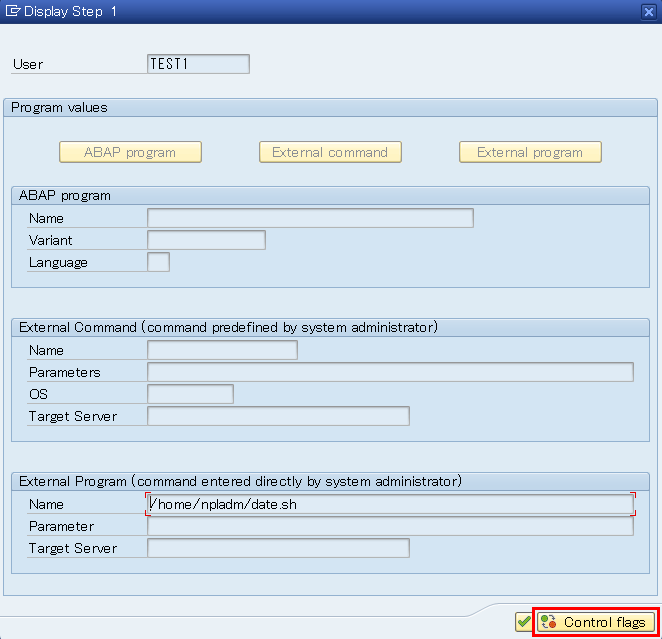 Display Step 1
User TEST1
Program values
ABAP program External command External program
ABAP program
Name
Variant
Language
External Command (command predefined by system administrator)
Name
Parameters
OS
Target Server
External Program (command entered directly by system administrator)
Name /home/npladm/date.sh
Parameter
Target Server
Control flags